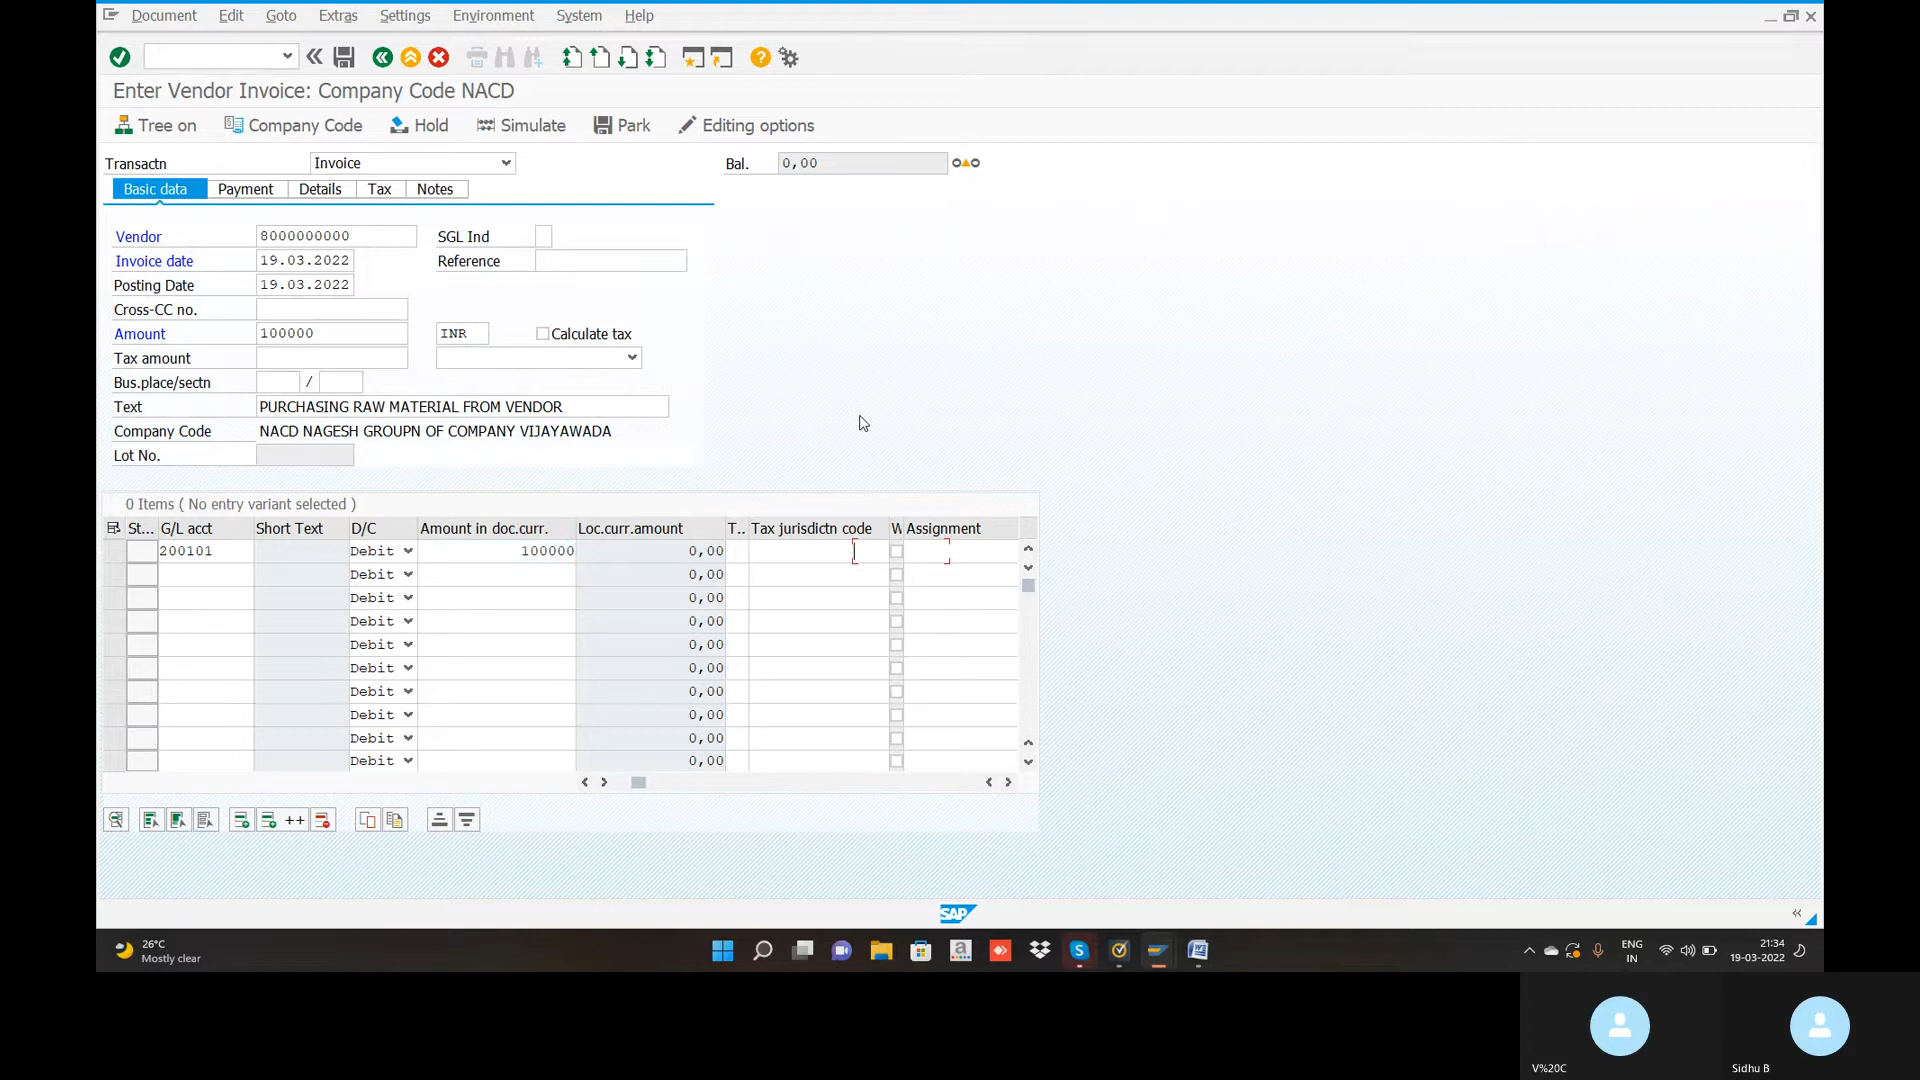 Document Edit Goto Extras Settings Environment System Help
Enter Vendor Invoice: Company Code NACD
Tree on Company Code Hold Simulate Park Editing options
Transactn Invoice Bal. 0,00
Basic data Payment Details Tax Notes
Vendor 8000000000 SGL Ind
Invoice date 19.03.2022 Reference
Posting Date 19.03.2022
Cross-CC no.
Amount 100000 INR Calculate tax
Tax amount
Bus.place/sectn /
Text PURCHASING RAW MATERIAL FROM VENDOR
Company Code NACD NAGESH GROUPN OF COMPANY VIJAYAWADA
Lot No.
0 Items ( No entry variant selected )
St... G/L acct Short Text D/C Amount in doc.curr. Loc.curr.amount T.. Tax jurisdictn code W Assignment
200101 Debit 100000 0,00
Debit 0,00
Debit 0,00
Debit 0,00
Debit 0,00
Debit 0,00
Debit 0,00
Debit 0,00
Debit 0,00
Debit 0,00
++
SAP
26°C
Mostly clear
ENG
IN
21:34
19-03-2022
V%20C
Sidhu B